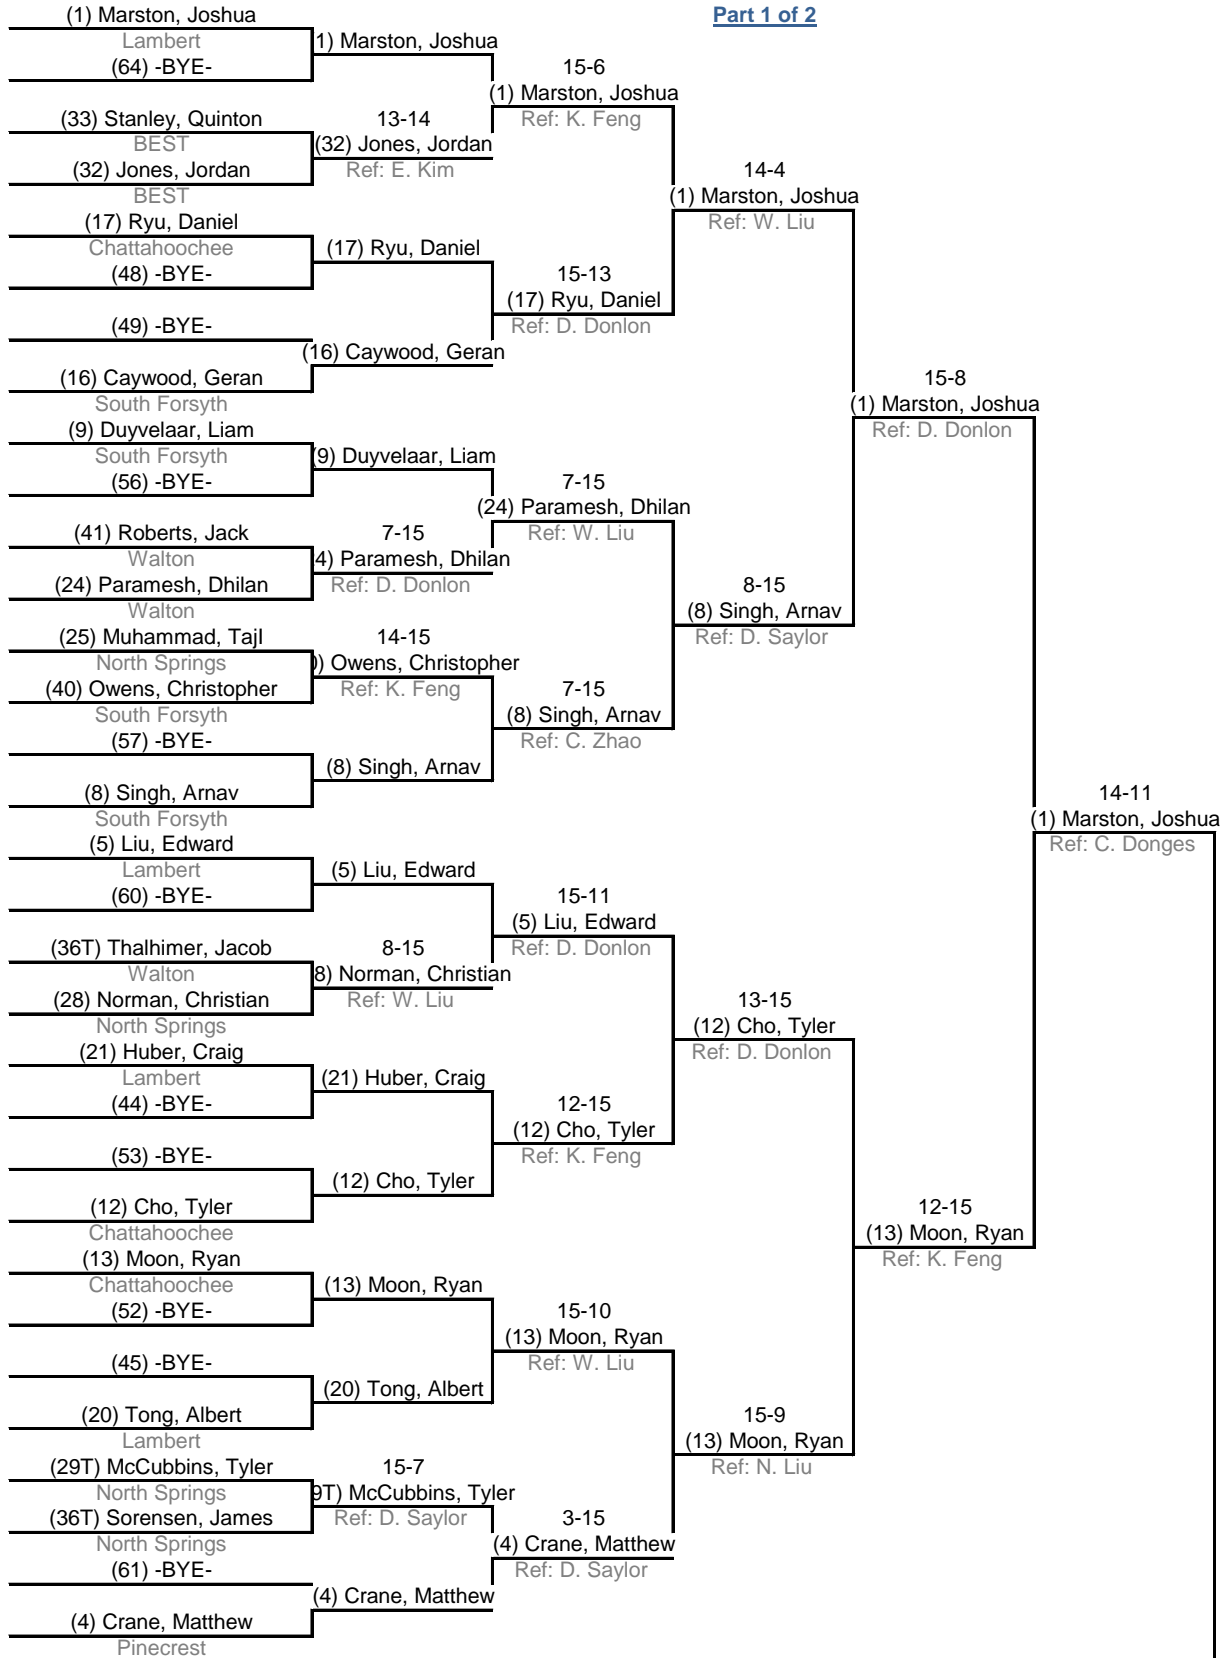 Part 1 of 2
(1) Marston, Joshua
Lambert
(64) -BYE-
(33) Stanley, Quinton
BEST
(32) Jones, Jordan
BEST
(17) Ryu, Daniel
Chattahoochee
(48) -BYE-
(49) -BYE-
(16) Caywood, Geran
South Forsyth
(9) Duyvelaar, Liam
South Forsyth
(56) -BYE-
(41) Roberts, Jack
Walton
(24) Paramesh, Dhilan
Walton
(25) Muhammad, TajI
North Springs
(40) Owens, Christopher
South Forsyth
(57) -BYE-
(8) Singh, Arnav
South Forsyth
(5) Liu, Edward
Lambert
(60) -BYE-
(36T) Thalhimer, Jacob
Walton
(28) Norman, Christian
North Springs
(21) Huber, Craig
Lambert
(44) -BYE-
(53) -BYE-
(12) Cho, Tyler
Chattahoochee
(13) Moon, Ryan
Chattahoochee
(52) -BYE-
(45) -BYE-
(20) Tong, Albert
Lambert
(29T) McCubbins, Tyler
North Springs
(36T) Sorensen, James
North Springs
(61) -BYE-
(4) Crane, Matthew
Pinecrest
1) Marston, Joshua
13-14
(32) Jones, Jordan
Ref: E. Kim
(17) Ryu, Daniel
(16) Caywood, Geran
(9) Duyvelaar, Liam
7-15
4) Paramesh, Dhilan
Ref: D. Donlon
14-15
) Owens, Christopher
Ref: K. Feng
(8) Singh, Arnav
(5) Liu, Edward
8-15
8) Norman, Christian
Ref: W. Liu
(21) Huber, Craig
(12) Cho, Tyler
(13) Moon, Ryan
(20) Tong, Albert
15-7
9T) McCubbins, Tyler
Ref: D. Saylor
(4) Crane, Matthew
15-6
(1) Marston, Joshua
Ref: K. Feng
15-13
(17) Ryu, Daniel
Ref: D. Donlon
7-15
(24) Paramesh, Dhilan
Ref: W. Liu
7-15
(8) Singh, Arnav
Ref: C. Zhao
15-11
(5) Liu, Edward
Ref: D. Donlon
12-15
(12) Cho, Tyler
Ref: K. Feng
15-10
(13) Moon, Ryan
Ref: W. Liu
3-15
(4) Crane, Matthew
Ref: D. Saylor
14-4
(1) Marston, Joshua
Ref: W. Liu
8-15
(8) Singh, Arnav
Ref: D. Saylor
13-15
(12) Cho, Tyler
Ref: D. Donlon
15-9
(13) Moon, Ryan
Ref: N. Liu
15-8
(1) Marston, Joshua
Ref: D. Donlon
12-15
(13) Moon, Ryan
Ref: K. Feng
14-11
(1) Marston, Joshua
Ref: C. Donges